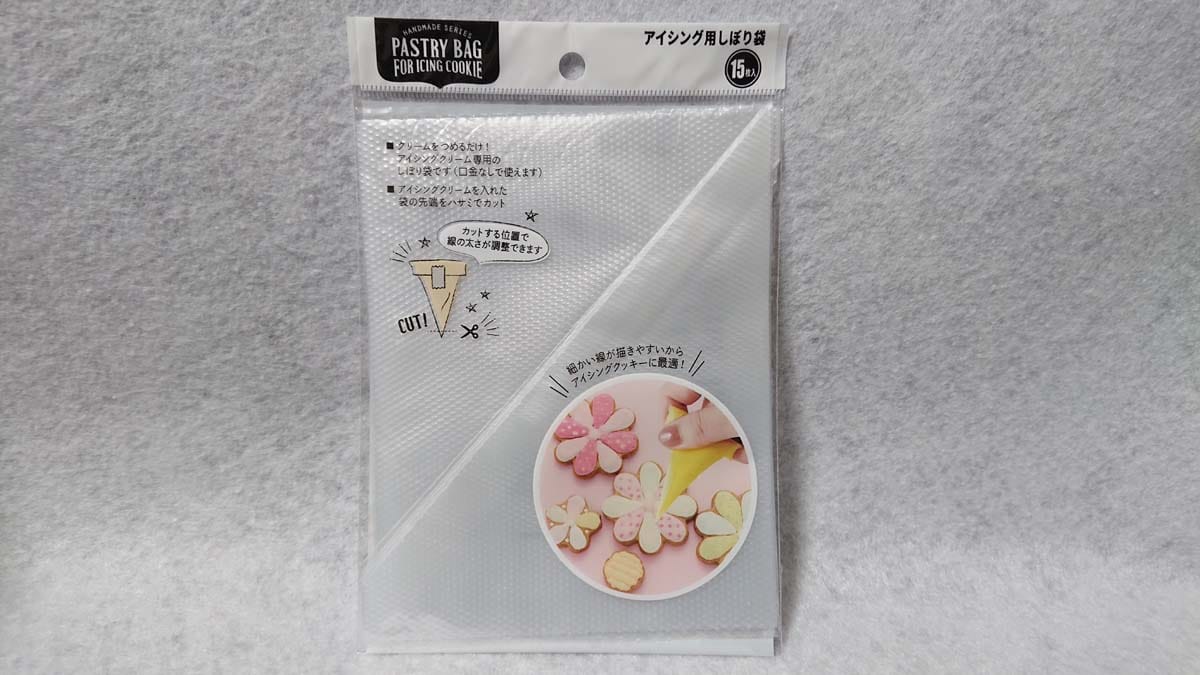 HANDMADE SERIES
PASTRY BAG
FOR ICING COOKIE
アイシング用しぼり袋
15枚入
■ クリームをつめるだけ!
アイシングクリーム専用の
しぼり袋です(口金なしで使えます)
■ アイシングクリームを入れた
袋の先端をハサミでカット
カットする位置で
線の太さが調整できます
CUT!
細かい線が描きやすいから
アイシングクッキーに最適!